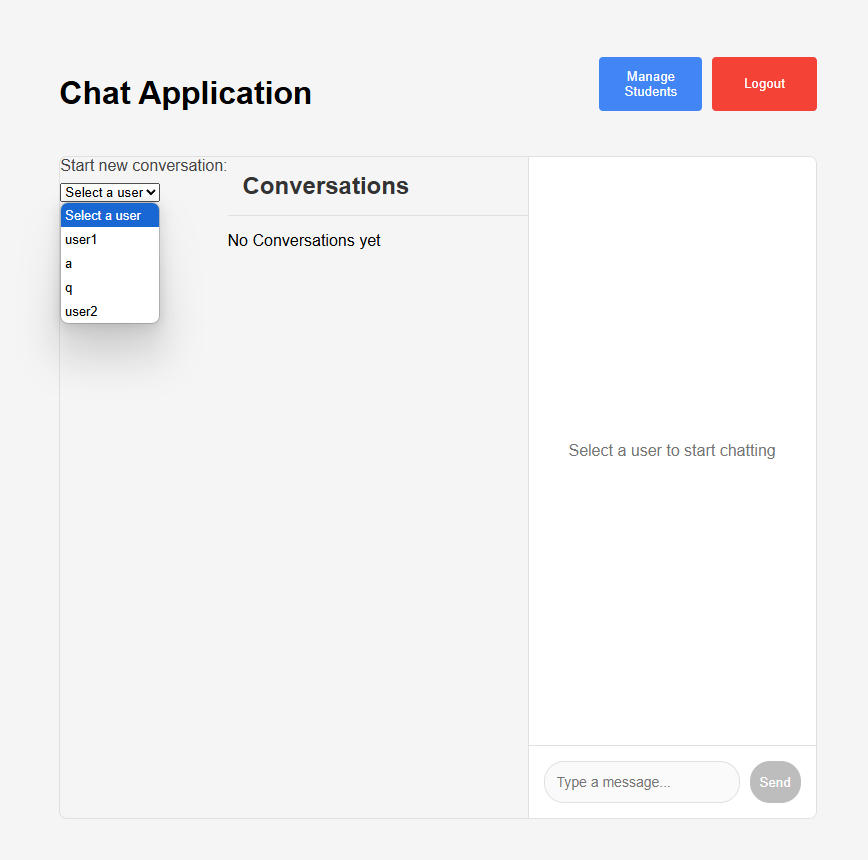 Chat Application
Manage
Students
Logout
Start new conversation:
Select a user
Select a user
user1
a
q
user2
Conversations
No Conversations yet
Select a user to start chatting
Type a message...
Send